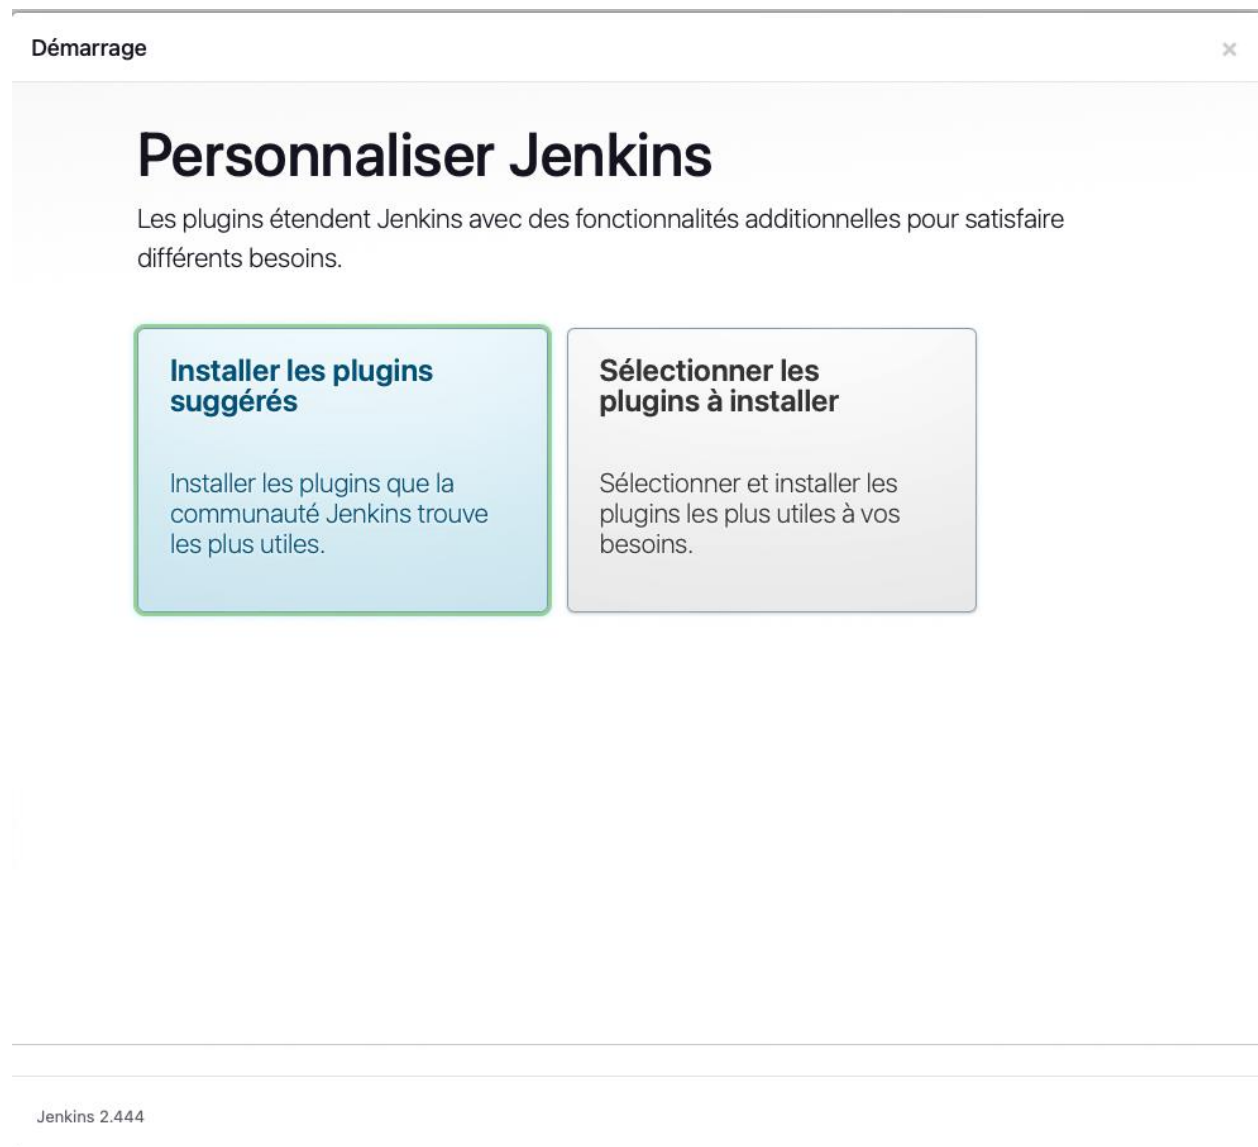 Démarrage
Personnaliser Jenkins
Les plugins étendent Jenkins avec des fonctionnalités additionnelles pour satisfaire
différents besoins.
Installer les plugins
suggérés
Installer les plugins que la
communauté Jenkins trouve
les plus utiles.
Sélectionner les
plugins à installer
Sélectionner et installer les
plugins les plus utiles à vos
besoins.
Jenkins 2.444